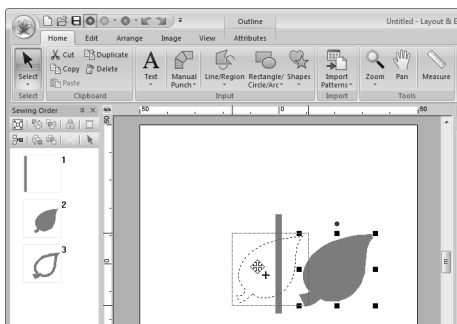 Outline
Untitled - Layout & E
Home Edit Arrange Image View Attributes
Select
Cut
Duplicate
Copy
Delete
Paste
Text
Manual Punch
Line/Region
Rectangle/ Circle/Arc
Shapes
Import Patterns
Zoom
Pan
Measure
Select Clipboard Input Import Tools
Sewing Order
50 0 50
50
1
2
3
0